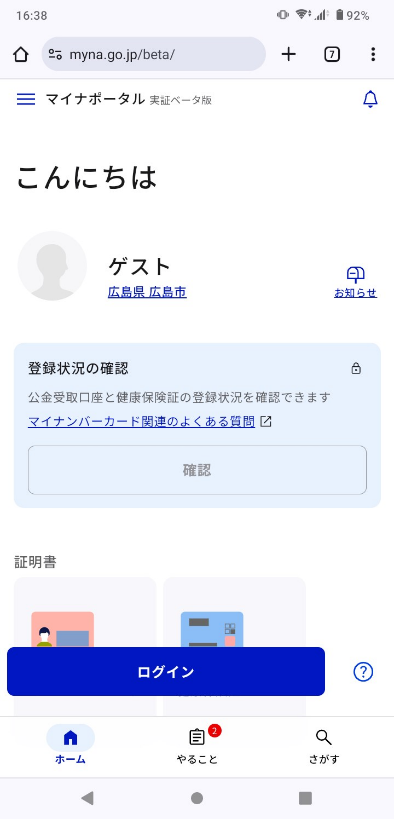 16:38
92%
myna.go.jp/beta/
7
マイナポータル 実証ベータ版
こんにちは
ゲスト
広島県 広島市
お知らせ
登録状況の確認
公金受取口座と健康保険証の登録状況を確認できます
マイナンバーカード関連のよくある質問
確認
証明書
ログイン
2
ホーム
やること
さがす